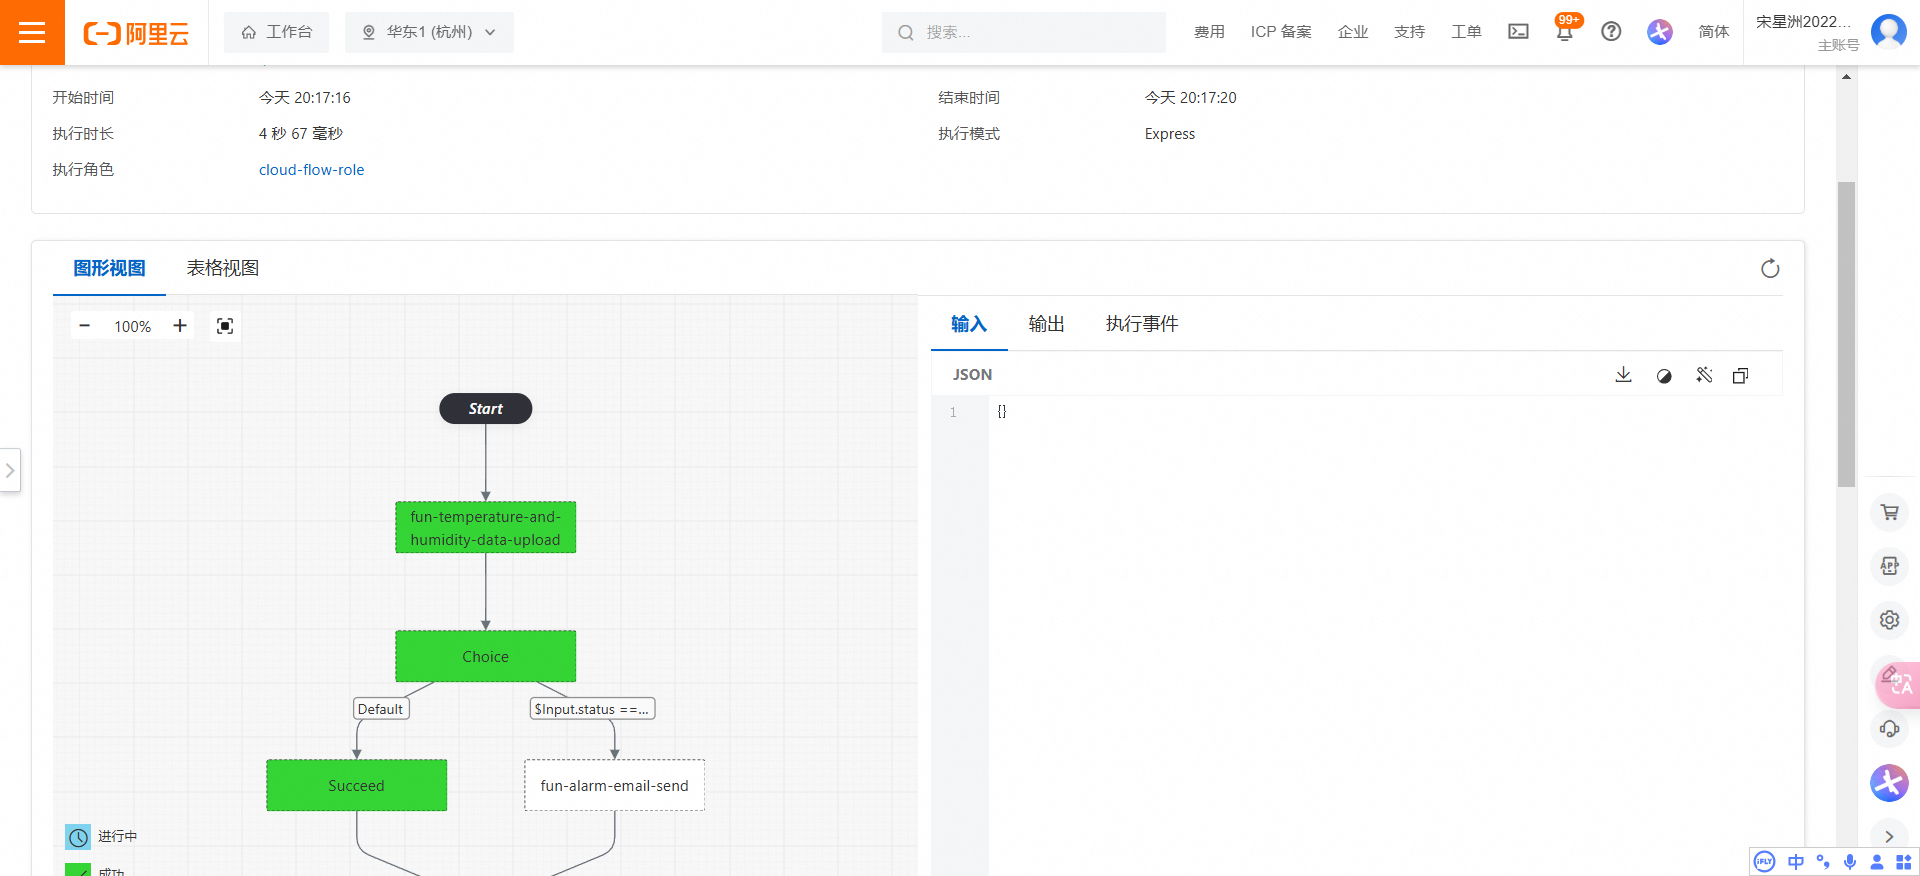 阿里云
工作台
华东1 (杭州)
搜索...
费用
ICP 备案
企业
支持
工单
99+
简体
宋星洲2022...
主账号
开始时间
今天 20:17:16
结束时间
今天 20:17:20
执行时长
4 秒 67 毫秒
执行模式
Express
执行角色
cloud-flow-role
图形视图
表格视图
100%
输入
输出
执行事件
JSON
1
{}
Start
fun-temperature-and-
humidity-data-upload
Choice
Default
$Input.status ==...
Succeed
fun-alarm-email-send
进行中
成功
APP
iFLY
中